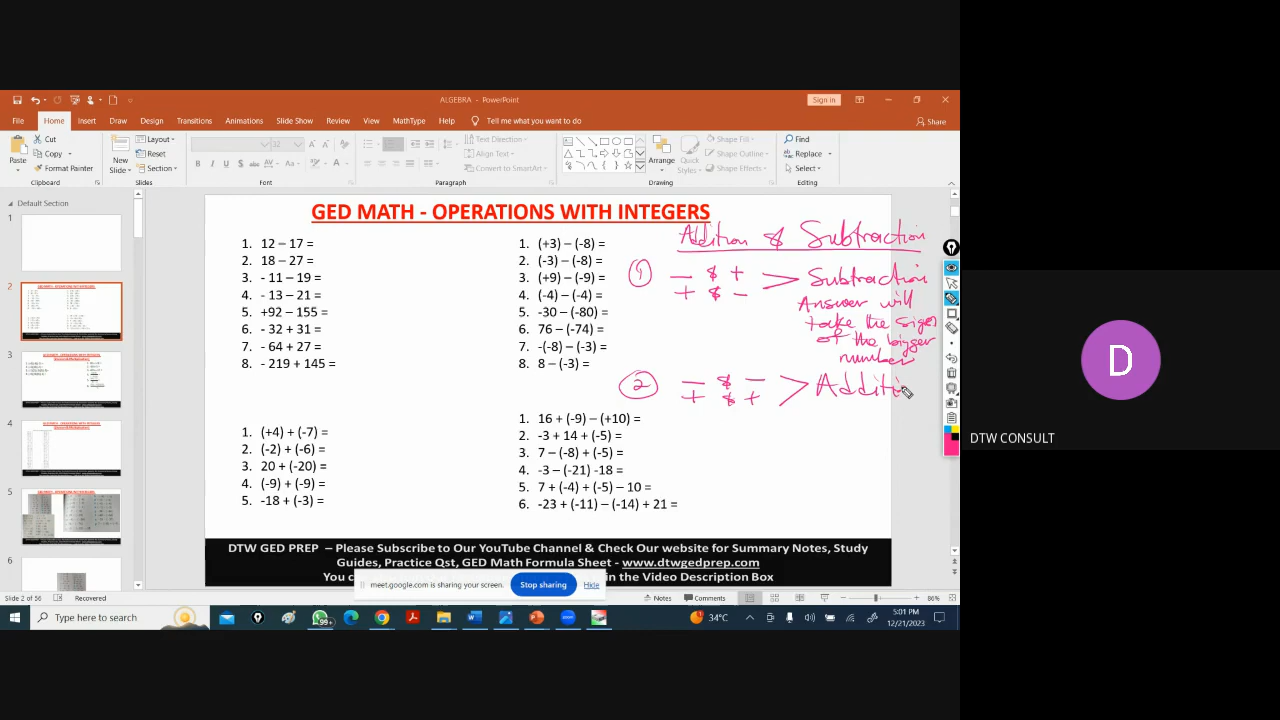 ALGEBRA - PowerPoint
Sign in
File Home Insert Draw Design Transitions Animations Slide Show Review View MathType Help Tell me what you want to do
Share
Paste
Cut
Copy
Format Painter
Clipboard
New
Slide
Layout
Reset
Section
Slides
32
Font
Text Direction
Align Text
Convert to SmartArt
Paragraph
Arrange
Quick
Styles
Shape Fill
Shape Outline
Shape Effects
Drawing
Find
Replace
Select
Editing
Default Section
1
2
3
4
5
6
GED MATH - OPERATIONS WITH INTEGERS
1. 12 – 17 =
2. 18 – 27 =
3. - 11 – 19 =
4. - 13 – 21 =
5. +92 – 155 =
6. - 32 + 31 =
7. - 64 + 27 =
8. - 219 + 145 =
1. (+3) – (-8) =
2. (-3) – (-8) =
3. (+9) – (-9) =
4. (-4) – (-4) =
5. -30 – (-80) =
6. 76 – (-74) =
7. -(-8) – (-3) =
8. 8 – (-3) =
Addition & Subtraction
1 — & + > Subtraction
+ & –
Answer will
take the sign
of the bigger
number
2 — & — > Additi
+ & +
1. (+4) + (-7) =
2. (-2) + (-6) =
3. 20 + (-20) =
4. (-9) + (-9) =
5. -18 + (-3) =
1. 16 + (-9) – (+10) =
2. -3 + 14 + (-5) =
3. 7 – (-8) + (-5) =
4. -3 – (-21) -18 =
5. 7 + (-4) + (-5) – 10 =
6. -23 + (-11) – (-14) + 21 =
DTW GED PREP – Please Subscribe to Our YouTube Channel & Check Our website for Summary Notes, Study
Guides, Practice Qst, GED Math Formula Sheet - www.dtwgedprep.com
You c
n the Video Description Box
meet.google.com is sharing your screen. Stop sharing Hide
Slide 2 of 56 Recovered
Notes Comments 86%
Type here to search
99+
34°C
5:01 PM
12/21/2023
D
DTW CONSULT